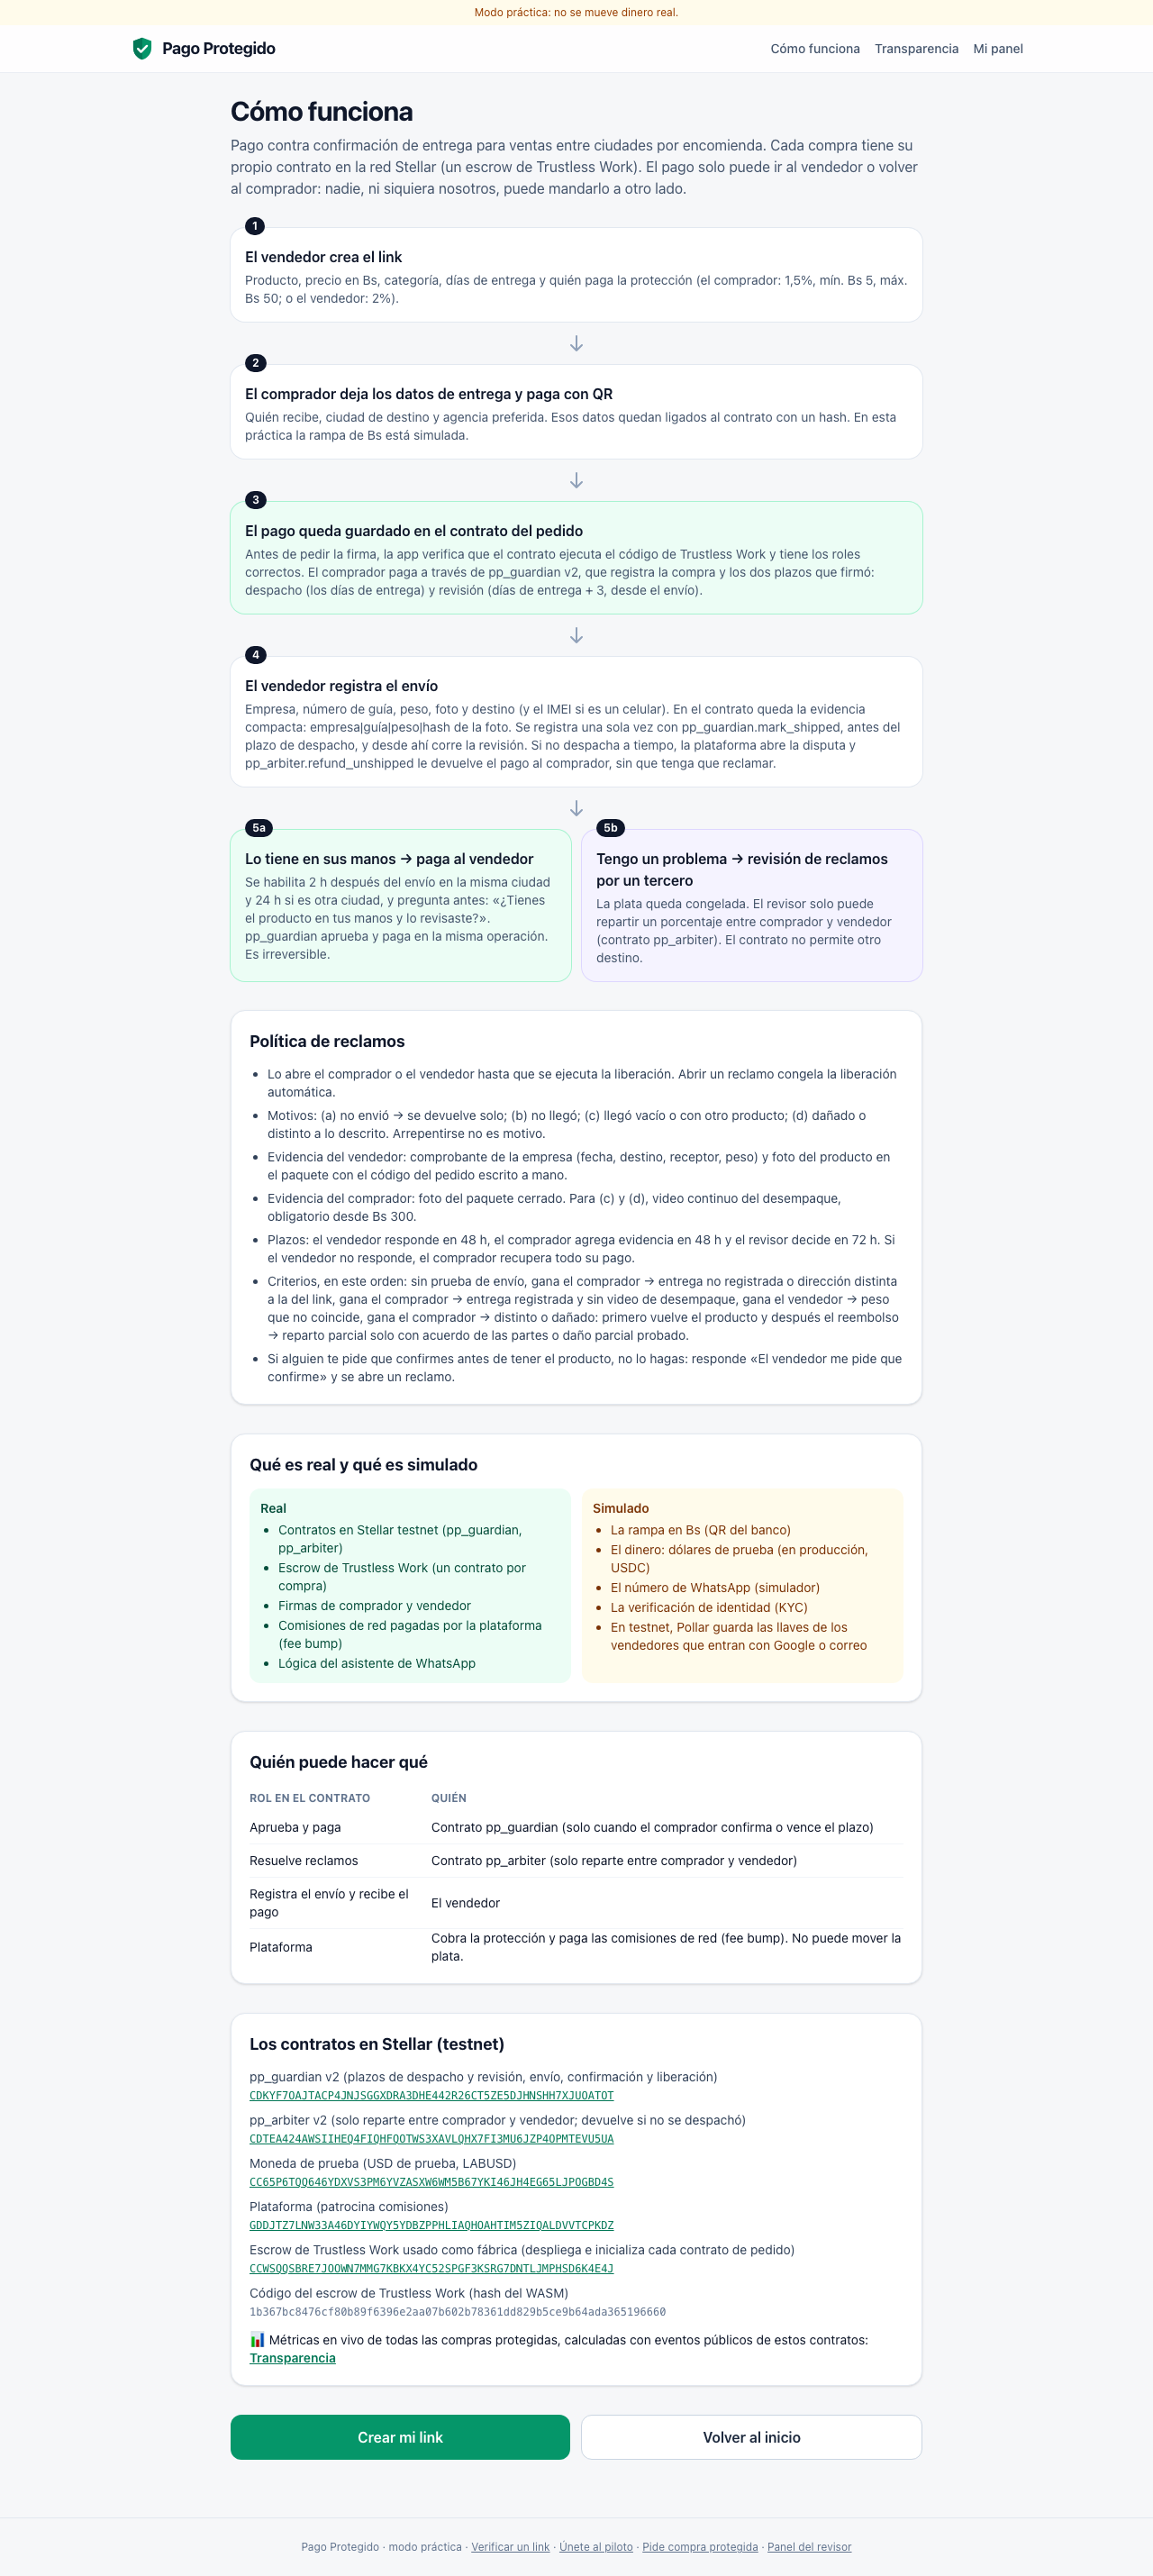 Modo práctica: no se mueve dinero real.
Pago Protegido
Cómo funciona
Transparencia
Mi panel
Cómo funciona
Pago contra confirmación de entrega para ventas entre ciudades por encomienda. Cada compra tiene su
propio contrato en la red Stellar (un escrow de Trustless Work). El pago solo puede ir al vendedor o volver
al comprador: nadie, ni siquiera nosotros, puede mandarlo a otro lado.
1
El vendedor crea el link
Producto, precio en Bs, categoría, días de entrega y quién paga la protección (el comprador: 1,5%, mín. Bs 5, máx.
Bs 50; o el vendedor: 2%).
2
El comprador deja los datos de entrega y paga con QR
Quién recibe, ciudad de destino y agencia preferida. Esos datos quedan ligados al contrato con un hash. En esta
práctica la rampa de Bs está simulada.
3
El pago queda guardado en el contrato del pedido
Antes de pedir la firma, la app verifica que el contrato ejecuta el código de Trustless Work y tiene los roles
correctos. El comprador paga a través de pp_guardian v2, que registra la compra y los dos plazos que firmó:
despacho (los días de entrega) y revisión (días de entrega + 3, desde el envío).
4
El vendedor registra el envío
Empresa, número de guía, peso, foto y destino (y el IMEI si es un celular). En el contrato queda la evidencia
compacta: empresa|guía|peso|hash de la foto. Se registra una sola vez con pp_guardian.mark_shipped, antes del
plazo de despacho, y desde ahí corre la revisión. Si no despacha a tiempo, la plataforma abre la disputa y
pp_arbiter.refund_unshipped le devuelve el pago al comprador, sin que tenga que reclamar.
5a
Lo tiene en sus manos → paga al vendedor
Se habilita 2 h después del envío en la misma ciudad
y 24 h si es otra ciudad, y pregunta antes: «¿Tienes
el producto en tus manos y lo revisaste?».
pp_guardian aprueba y paga en la misma operación.
Es irreversible.
5b
Tengo un problema → revisión de reclamos
por un tercero
La plata queda congelada. El revisor solo puede
repartir un porcentaje entre comprador y vendedor
(contrato pp_arbiter). El contrato no permite otro
destino.
Política de reclamos
• Lo abre el comprador o el vendedor hasta que se ejecuta la liberación. Abrir un reclamo congela la liberación
automática.
• Motivos: (a) no envió → se devuelve solo; (b) no llegó; (c) llegó vacío o con otro producto; (d) dañado o
distinto a lo descrito. Arrepentirse no es motivo.
• Evidencia del vendedor: comprobante de la empresa (fecha, destino, receptor, peso) y foto del producto en
el paquete con el código del pedido escrito a mano.
• Evidencia del comprador: foto del paquete cerrado. Para (c) y (d), video continuo del desempaque,
obligatorio desde Bs 300.
• Plazos: el vendedor responde en 48 h, el comprador agrega evidencia en 48 h y el revisor decide en 72 h. Si
el vendedor no responde, el comprador recupera todo su pago.
• Criterios, en este orden: sin prueba de envío, gana el comprador → entrega no registrada o dirección distinta
a la del link, gana el comprador → entrega registrada y sin video de desempaque, gana el vendedor → peso
que no coincide, gana el comprador → distinto o dañado: primero vuelve el producto y después el reembolso
→ reparto parcial solo con acuerdo de las partes o daño parcial probado.
• Si alguien te pide que confirmes antes de tener el producto, no lo hagas: responde «El vendedor me pide que
confirme» y se abre un reclamo.
Qué es real y qué es simulado
Real
• Contratos en Stellar testnet (pp_guardian,
pp_arbiter)
• Escrow de Trustless Work (un contrato por
compra)
• Firmas de comprador y vendedor
• Comisiones de red pagadas por la plataforma
(fee bump)
• Lógica del asistente de WhatsApp
Simulado
• La rampa en Bs (QR del banco)
• El dinero: dólares de prueba (en producción,
USDC)
• El número de WhatsApp (simulador)
• La verificación de identidad (KYC)
• En testnet, Pollar guarda las llaves de los
vendedores que entran con Google o correo
Quién puede hacer qué
ROL EN EL CONTRATO
QUIÉN
Aprueba y paga
Contrato pp_guardian (solo cuando el comprador confirma o vence el plazo)
Resuelve reclamos
Contrato pp_arbiter (solo reparte entre comprador y vendedor)
Registra el envío y recibe el
pago
El vendedor
Plataforma
Cobra la protección y paga las comisiones de red (fee bump). No puede mover la
plata.
Los contratos en Stellar (testnet)
pp_guardian v2 (plazos de despacho y revisión, envío, confirmación y liberación)
CDKYF7OAJTACP4JNJSGGXDRA3DHE442R26CT5ZE5DJHNSHH7XJUOATOT
pp_arbiter v2 (solo reparte entre comprador y vendedor; devuelve si no se despachó)
CDTEA424AWSIIHEQ4FIQHFQOTWS3XAVLQHX7FI3MU6JZP4OPMTEVU5UA
Moneda de prueba (USD de prueba, LABUSD)
CC65P6TOQ646YDXVS3PM6YVZASXW6WM5B67YKI46JH4EG65LJPOGBD4S
Plataforma (patrocina comisiones)
GDDJTZ7LNW33A46DYIYWQY5YDBZPPHLIAQHOAHTIM5ZIQALDVVTCPKDZ
Escrow de Trustless Work usado como fábrica (despliega e inicializa cada contrato de pedido)
CCWSQQSBRE7JOOWN7MMG7KBKX4YC52SPGF3KSRG7DNTLJMPHSD6K4E4J
Código del escrow de Trustless Work (hash del WASM)
1b367bc8476cf80b89f6396e2aa07b602b78361dd829b5ce9b64ada365196660
Métricas en vivo de todas las compras protegidas, calculadas con eventos públicos de estos contratos:
Transparencia
Crear mi link
Volver al inicio
Pago Protegido · modo práctica · Verificar un link · Únete al piloto · Pide compra protegida · Panel del revisor